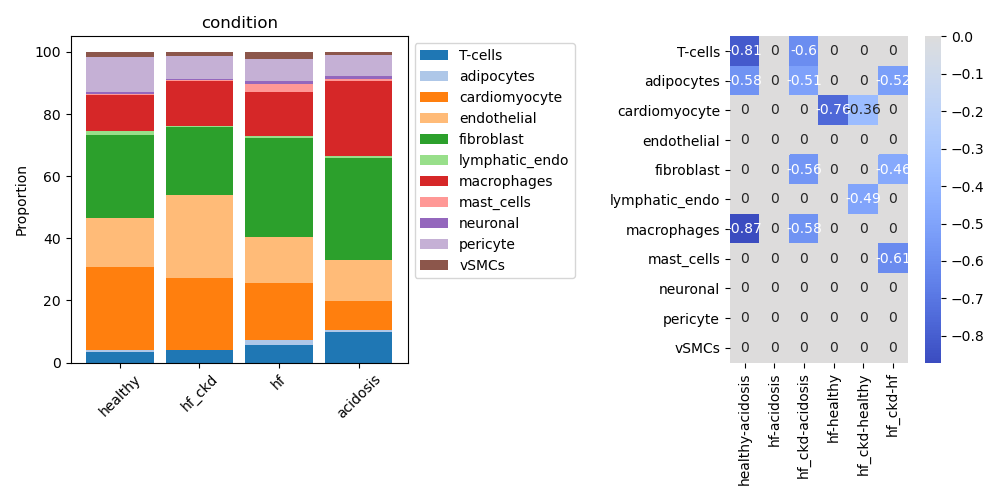 condition
Proportion
100
80
60
40
20
0
healthy
hf_ckd
hf
acidosis
T-cells
adipocytes
cardiomyocyte
endothelial
fibroblast
lymphatic_endo
macrophages
mast_cells
neuronal
pericyte
vSMCs
T-cells -0.81 0 -0.6 0 0 0
adipocytes -0.58 0 -0.51 0 0 -0.52
cardiomyocyte 0 0 0 -0.76 -0.36 0
endothelial 0 0 0 0 0 0
fibroblast 0 0 -0.56 0 0 -0.46
lymphatic_endo 0 0 0 0 -0.49 0
macrophages -0.87 0 -0.58 0 0 0
mast_cells 0 0 0 0 0 -0.61
neuronal 0 0 0 0 0 0
pericyte 0 0 0 0 0 0
vSMCs 0 0 0 0 0 0
healthy-acidosis
hf-acidosis
hf_ckd-acidosis
hf-healthy
hf_ckd-healthy
hf_ckd-hf
0.0
-0.1
-0.2
-0.3
-0.4
-0.5
-0.6
-0.7
-0.8